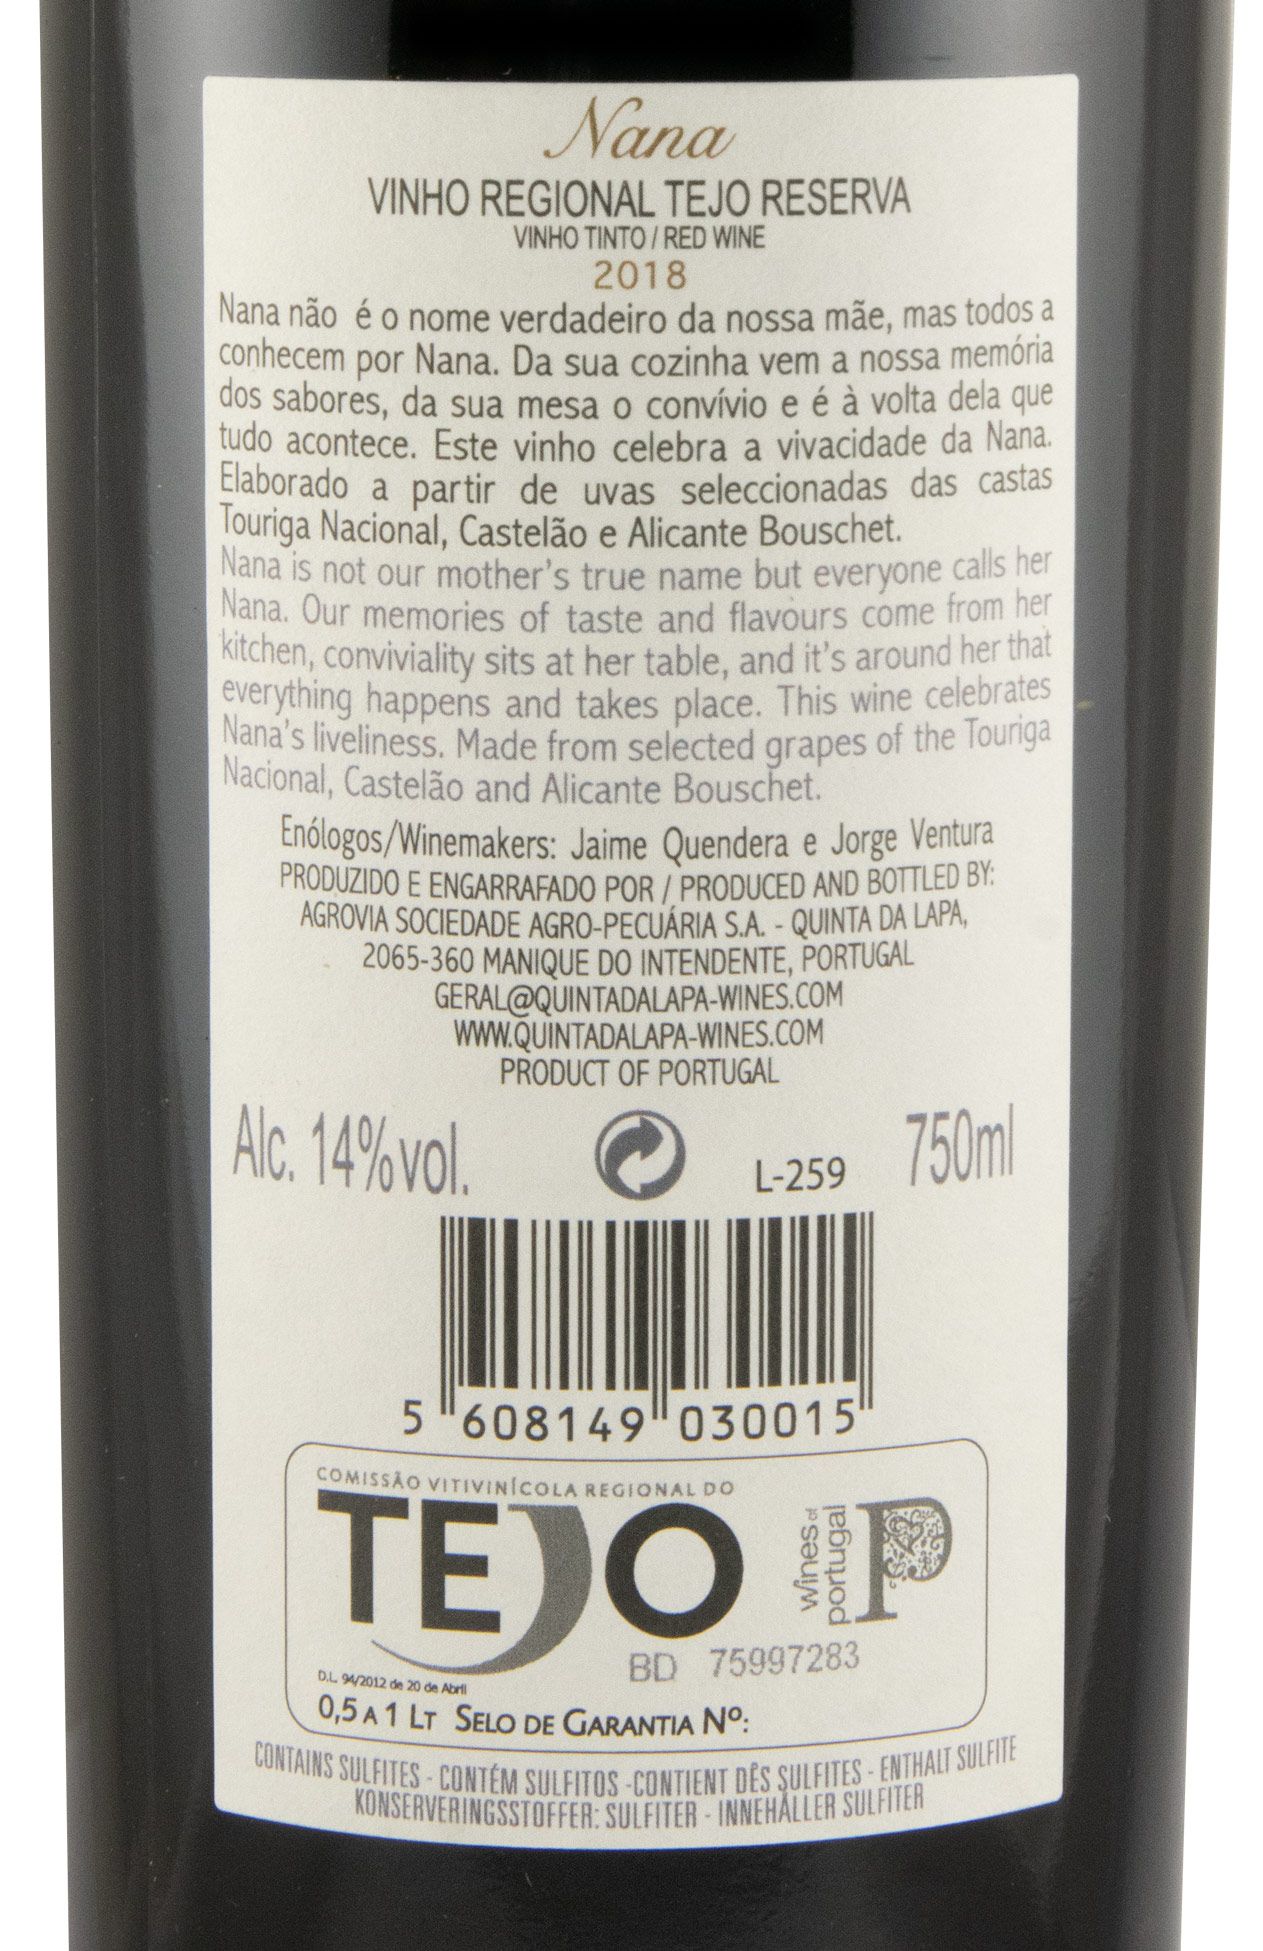 Nana
VINHO REGIONAL TEJO RESERVA
VINHO TINTO / RED WINE
2018
Nana não é o nome verdadeiro da nossa mãe, mas todos a
conhecem por Nana. Da sua cozinha vem a nossa memória
dos sabores, da sua mesa o convívio e é à volta dela que
tudo acontece. Este vinho celebra a vivacidade da Nana.
Elaborado a partir de uvas seleccionadas das castas
Touriga Nacional, Castelão e Alicante Bouschet.
Nana is not our mother's true name but everyone calls her
Nana. Our memories of taste and flavours come from her
kitchen, conviviality sits at her table, and it's around her that
everything happens and takes place. This wine celebrates
Nana's liveliness. Made from selected grapes of the Touriga
Nacional, Castelão and Alicante Bouschet.
Enólogos/Winemakers: Jaime Quendera e Jorge Ventura
PRODUZIDO E ENGARRAFADO POR / PRODUCED AND BOTTLED BY:
AGROVIA SOCIEDADE AGRO-PECUÁRIA S.A. - QUINTA DA LAPA,
2065-360 MANIQUE DO INTENDENTE, PORTUGAL
GERAL@QUINTADALAPA-WINES.COM
WWW.QUINTADALAPA-WINES.COM
PRODUCT OF PORTUGAL
Alc. 14%vol. L-259 750ml
5 608149 030015
COMISSÃO VITIVINÍCOLA REGIONAL DO
TEJO
wines of
portugal
P
BD 75997283
D.L. 94/2012 de 20 de Abril
0,5 A 1 LT SELO DE GARANTIA Nº:
CONTAINS SULFITES - CONTÉM SULFITOS -CONTIENT DÊS SULFITES - ENTHALT SULFITE
KONSERVERINGSSTOFFER: SULFITER - INNEHÅLLER SULFITER